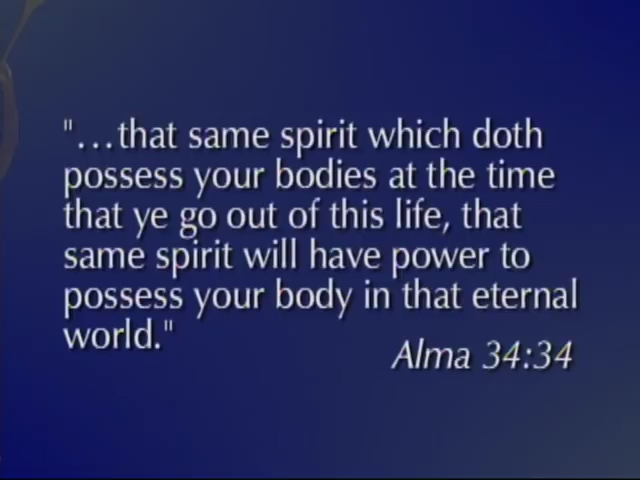 "...that same spirit which doth
possess your bodies at the time
that ye go out of this life, that
same spirit will have power to
possess your body in that eternal
world."
Alma 34:34